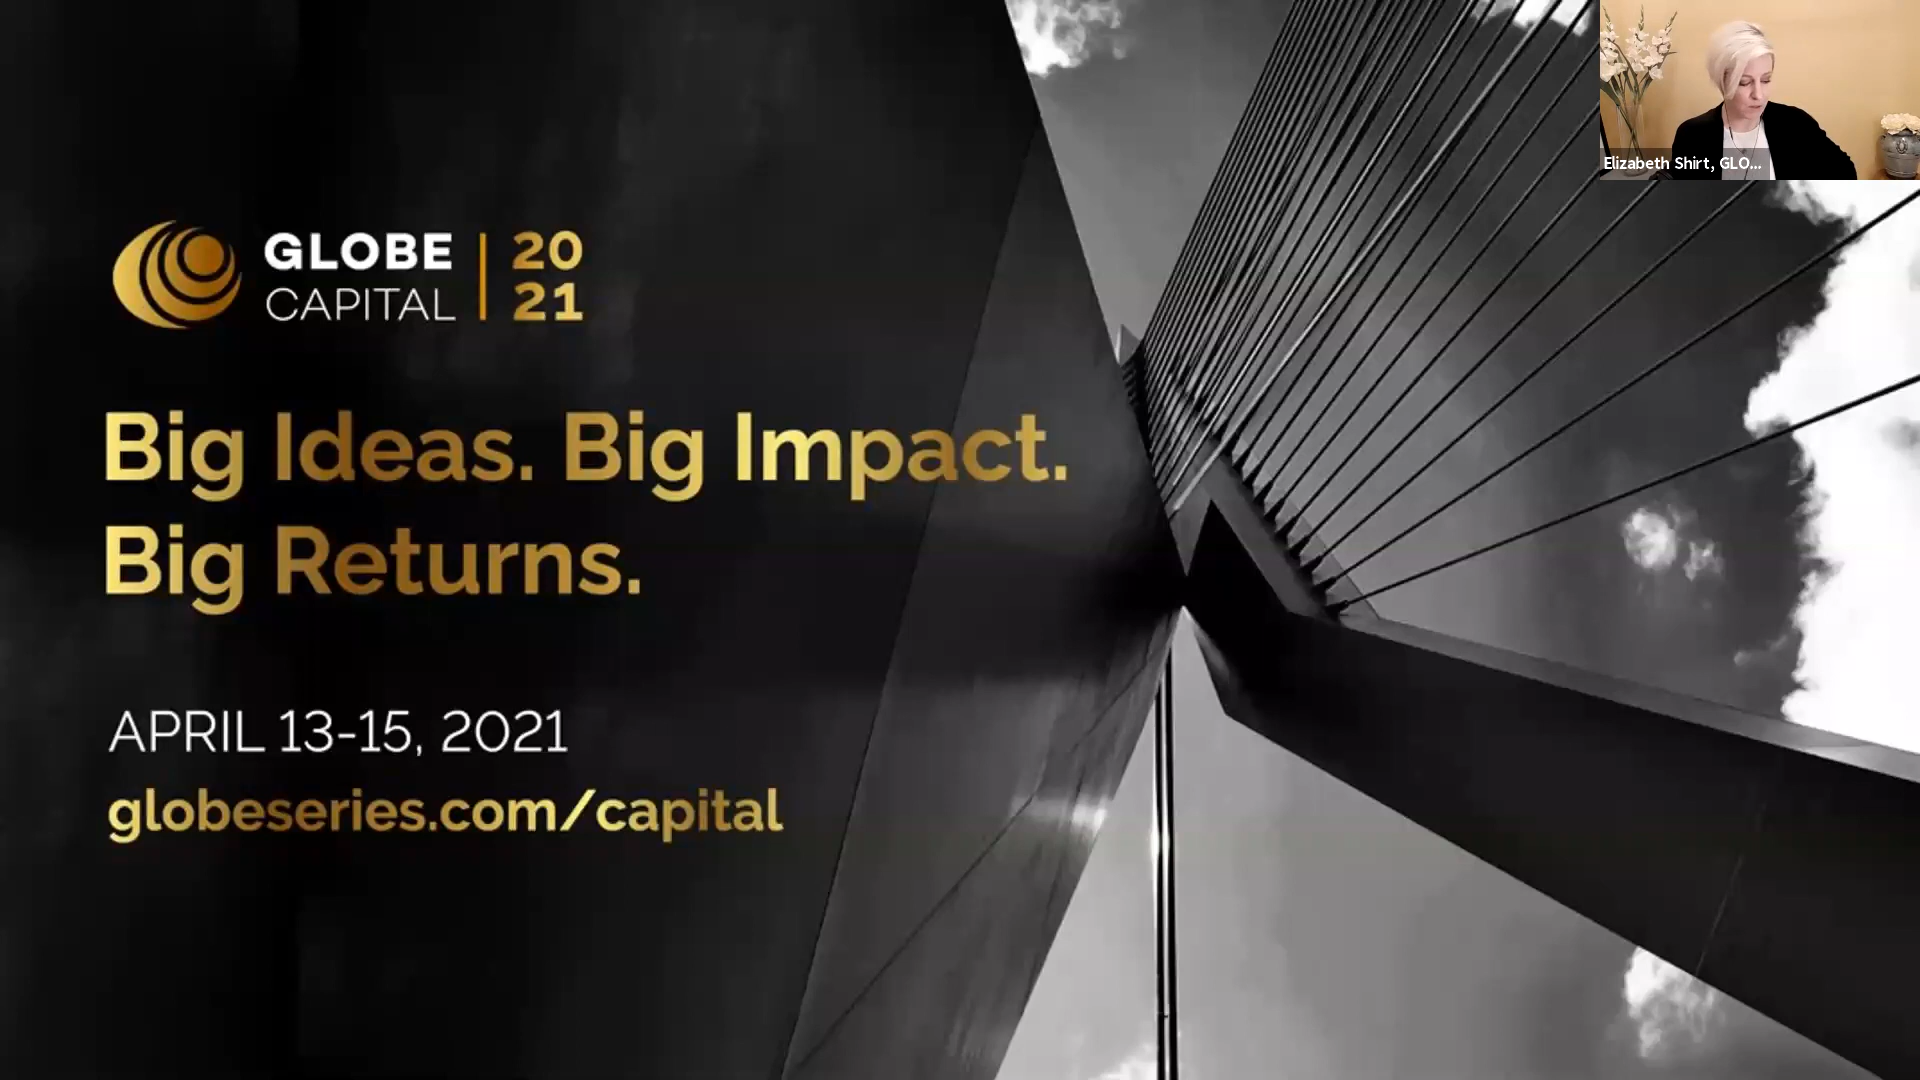 GLOBE
CAPITAL
20
21
Big Ideas. Big Impact.
Big Returns.
APRIL 13-15, 2021
globeseries.com/capital
Elizabeth Shirt, GLO...